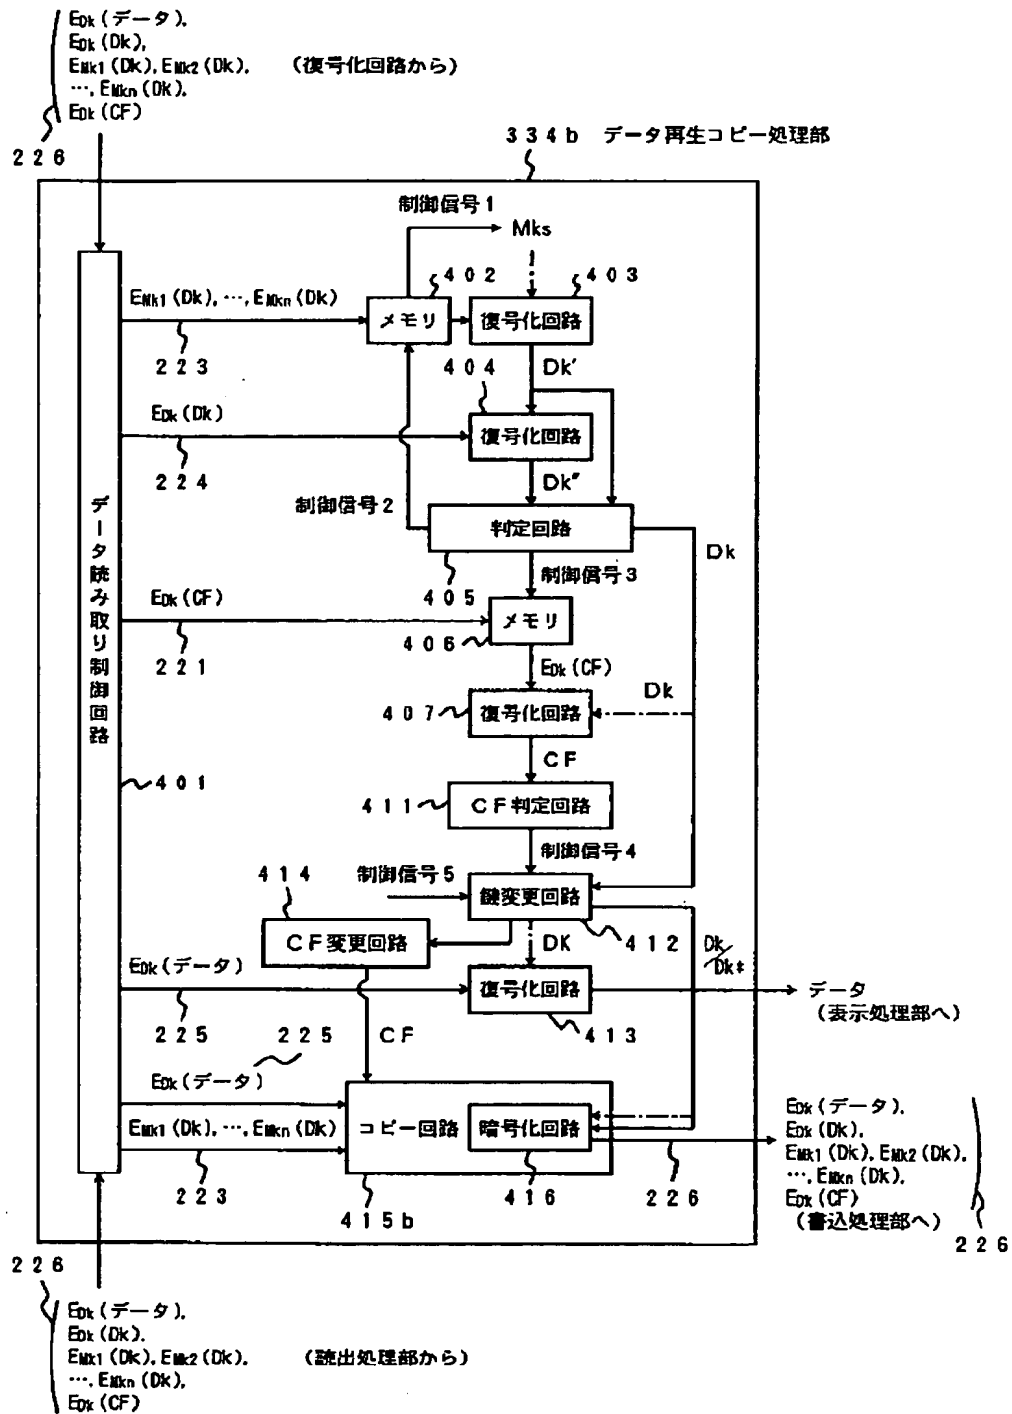 EDk(データ),
EDk(Dk),
EMk1(Dk), EMk2(Dk), (復号化回路から)
…, EMkn(Dk),
EDk(CF)
226
334b データ再生コピー処理部
制御信号1
Mks
402
403
EMk1(Dk), …, EMkn(Dk)
メモリ
復号化回路
223
404
Dk′
EDk(Dk)
復号化回路
224
Dk″
制御信号2
判定回路
Dk
データ読み取り制御回路
制御信号3
405
EDk(CF)
メモリ
221
406
EDk(CF)
Dk
407
復号化回路
CF
401
411
CF判定回路
制御信号4
制御信号5
414
鍵変更回路
CF変更回路
DK
412
Dk/Dk*
EDk(データ)
復号化回路
データ
(表示処理部へ)
225
225
CF
413
EDk(データ)
EMk1(Dk), …, EMkn(Dk)
コピー回路
暗号化回路
EDk(データ),
EDk(Dk),
EMk1(Dk), EMk2(Dk),
…, EMkn(Dk),
EDk(CF)
(書込処理部へ)
223
415b
416
226
226
226
EDk(データ),
EDk(Dk),
EMk1(Dk), EMk2(Dk), (読出処理部から)
…, EMkn(Dk),
EDk(CF)